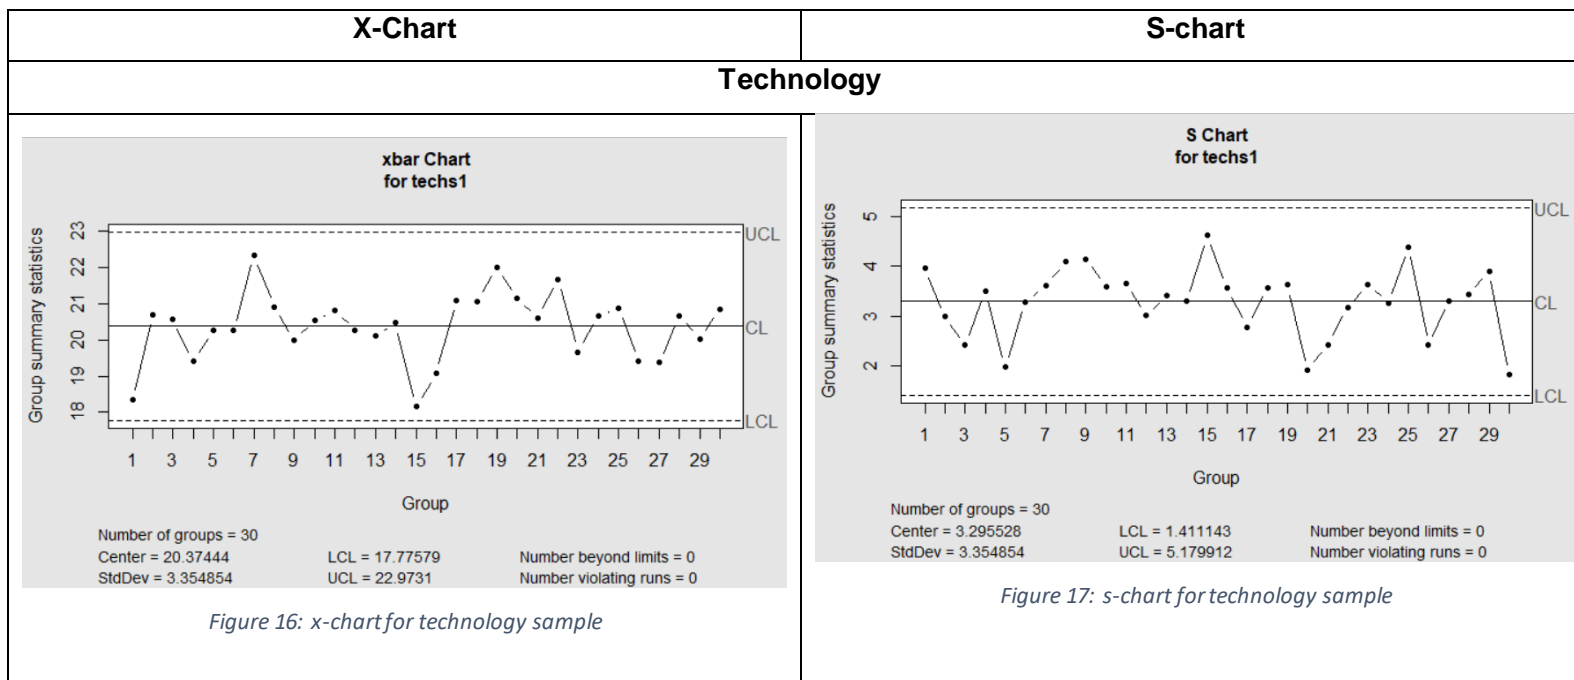 X-Chart
S-chart
Technology
xbar Chart
for techs1
Group summary statistics
23
22
21
20
19
18
UCL
CL
LCL
1 3 5 7 9 11 13 15 17 19 21 23 25 27 29
Group
Number of groups = 30
Center = 20.37444 LCL = 17.77579 Number beyond limits = 0
StdDev = 3.354854 UCL = 22.9731 Number violating runs = 0
Figure 16: x-chart for technology sample
S Chart
for techs1
Group summary statistics
5
4
3
2
UCL
CL
LCL
1 3 5 7 9 11 13 15 17 19 21 23 25 27 29
Group
Number of groups = 30
Center = 3.295528 LCL = 1.411143 Number beyond limits = 0
StdDev = 3.354854 UCL = 5.179912 Number violating runs = 0
Figure 17: s-chart for technology sample